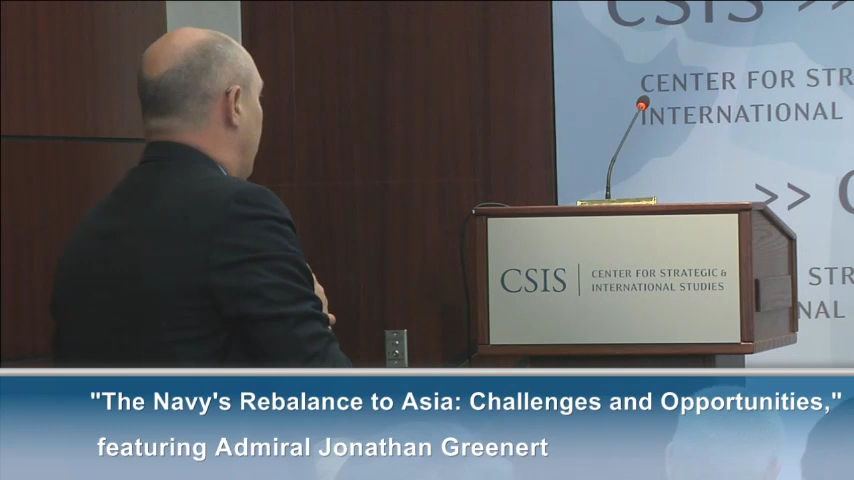 CSIS >>
CENTER FOR STR
INTERNATIONAL
>> C
CSIS | CENTER FOR STRATEGIC &
INTERNATIONAL STUDIES
STR
NAL
"The Navy's Rebalance to Asia: Challenges and Opportunities,"
featuring Admiral Jonathan Greenert